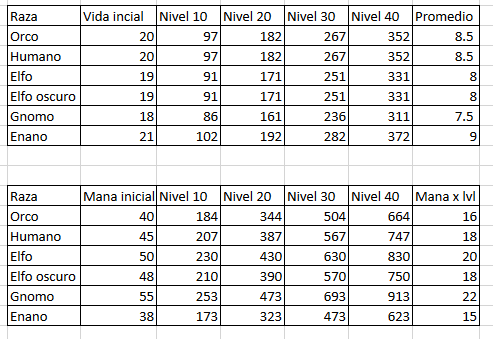 Raza Vida incial Nivel 10 Nivel 20 Nivel 30 Nivel 40 Promedio
Orco 20 97 182 267 352 8.5
Humano 20 97 182 267 352 8.5
Elfo 19 91 171 251 331 8
Elfo oscuro 19 91 171 251 331 8
Gnomo 18 86 161 236 311 7.5
Enano 21 102 192 282 372 9
Raza Mana inicial Nivel 10 Nivel 20 Nivel 30 Nivel 40 Mana x lvl
Orco 40 184 344 504 664 16
Humano 45 207 387 567 747 18
Elfo 50 230 430 630 830 20
Elfo oscuro 48 210 390 570 750 18
Gnomo 55 253 473 693 913 22
Enano 38 173 323 473 623 15